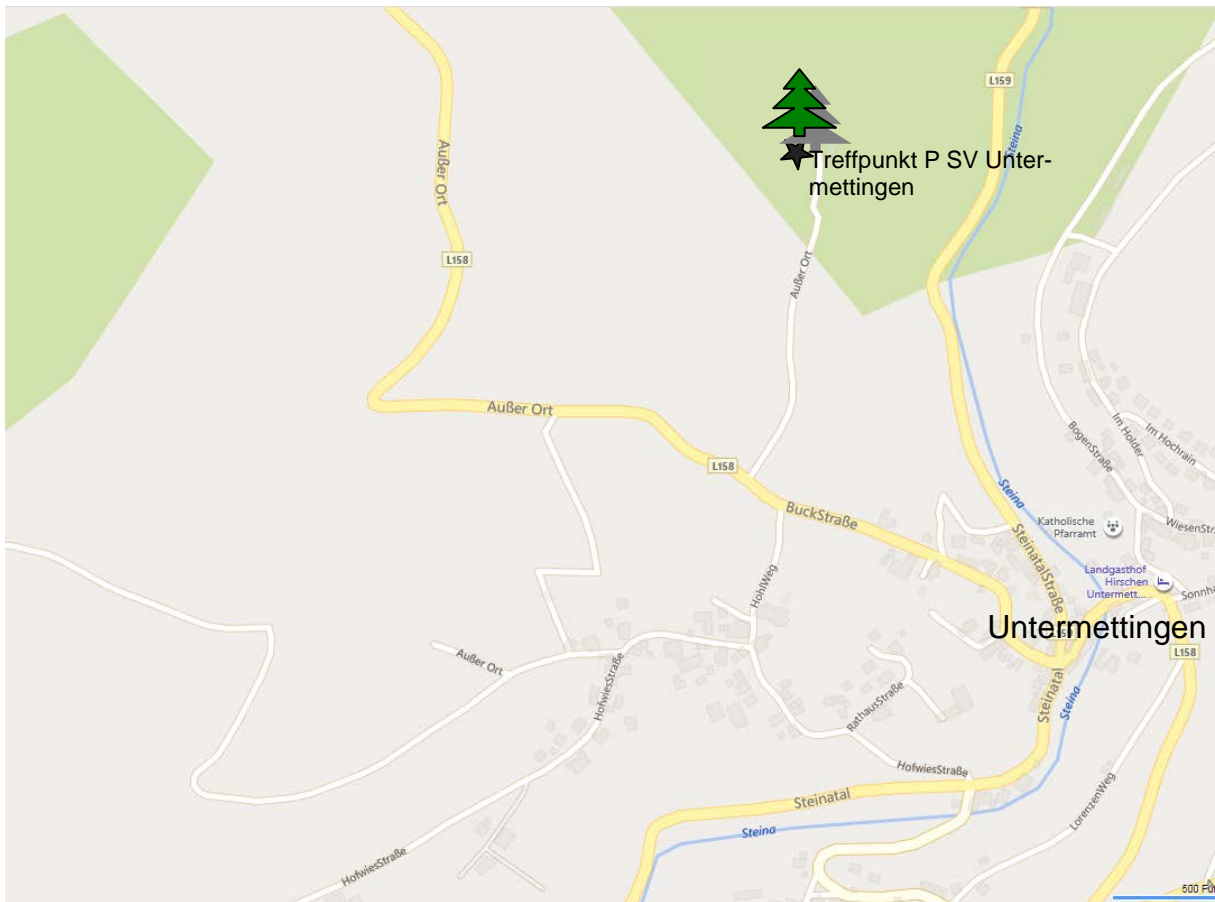 L159
Steina
Außer Ort
Treffpunkt P SV Unter-
mettingen
L158
Außer Ort
Außer Ort
BogenStraße
Im Holder
Im Hochrain
L158
BuckStraße
Steina
SteinatalStraße
Katholische
Pfarramt
WiesenStr
Landgasthof
Hirschen
Untermett...
Sonnha
HohlWeg
Untermettingen
L158
Außer Ort
HofwiesStraße
RathausStraße
Steinatal
Steina
HofwiesStraße
Steinatal
Steina
LorenzenWeg
HofwiesStraße